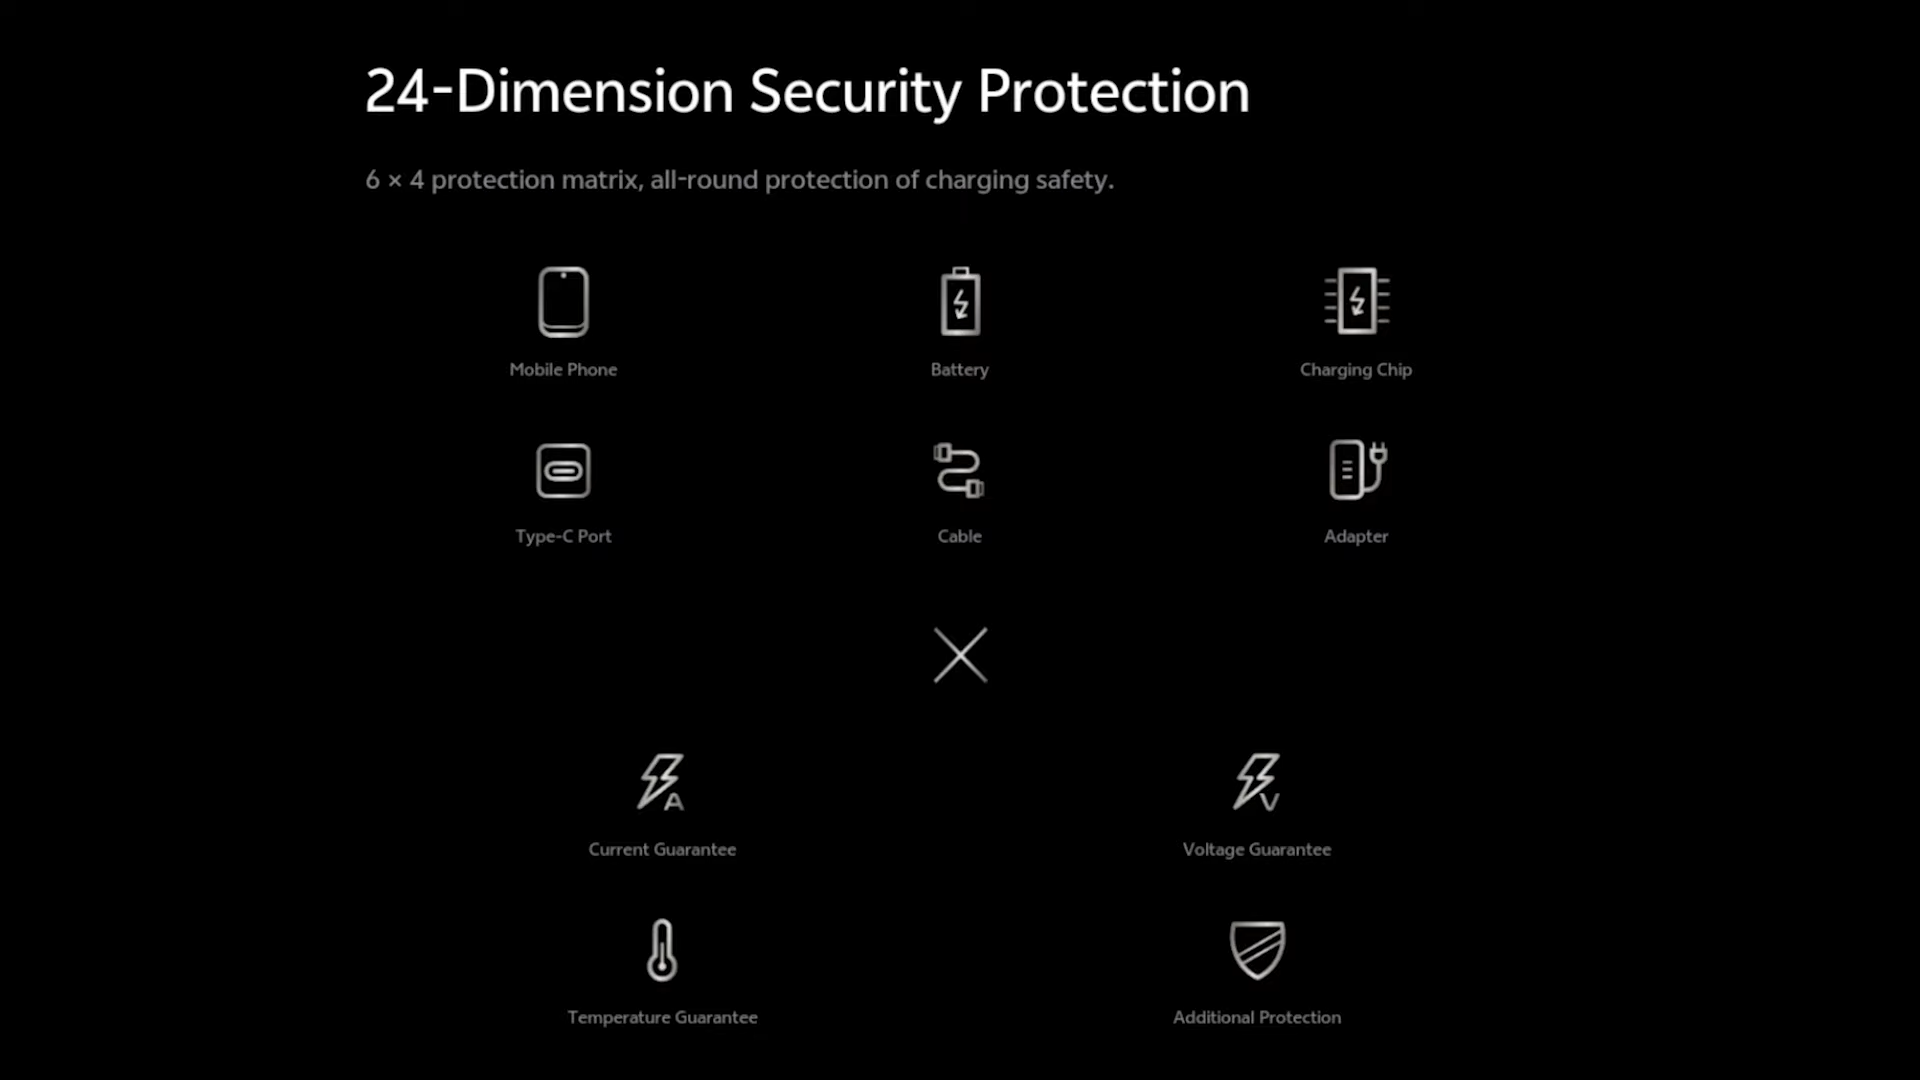 24-Dimension Security Protection
6 × 4 protection matrix, all-round protection of charging safety.
Mobile Phone
Battery
Charging Chip
Type-C Port
Cable
Adapter
A
V
Current Guarantee
Voltage Guarantee
Temperature Guarantee
Additional Protection